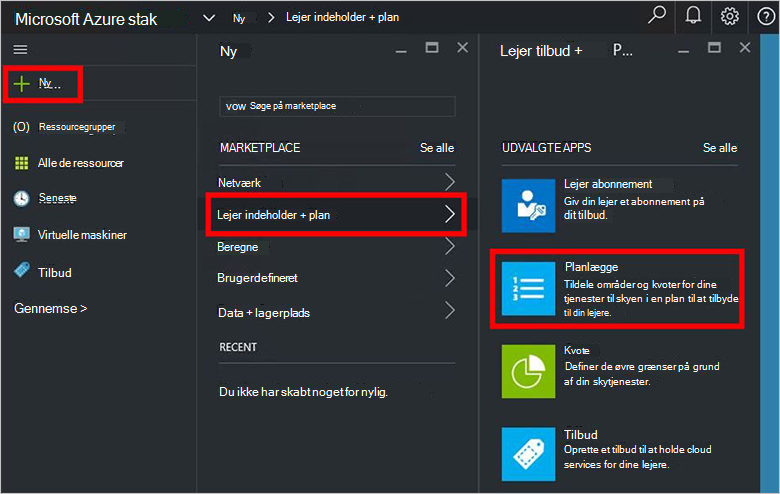 Microsoft Azure stak
Ny > Lejer indeholder + plan
Ny...
(O) Ressourcegrupper
Alle de ressourcer
Seneste
Virtuelle maskiner
Tilbud
Gennemse >
Ny
vow Søge på marketplace
MARKETPLACE Se alle
Netværk
Lejer indeholder + plan
Beregne
Brugerdefineret
Data + lagerplads
RECENT
Du ikke har skabt noget for nylig.
Lejer tilbud + P...
UDVALGTE APPS Se alle
Lejer abonnement
Giv din lejer et abonnement på
dit tilbud.
Planlægge
Tildele områder og kvoter for dine
tjenester til skyen i en plan til at tilbyde
til din lejere.
Kvote
Definer de øvre grænser på grund
af din skytjenester.
Tilbud
Oprette et tilbud til at holde cloud
services for dine lejere.